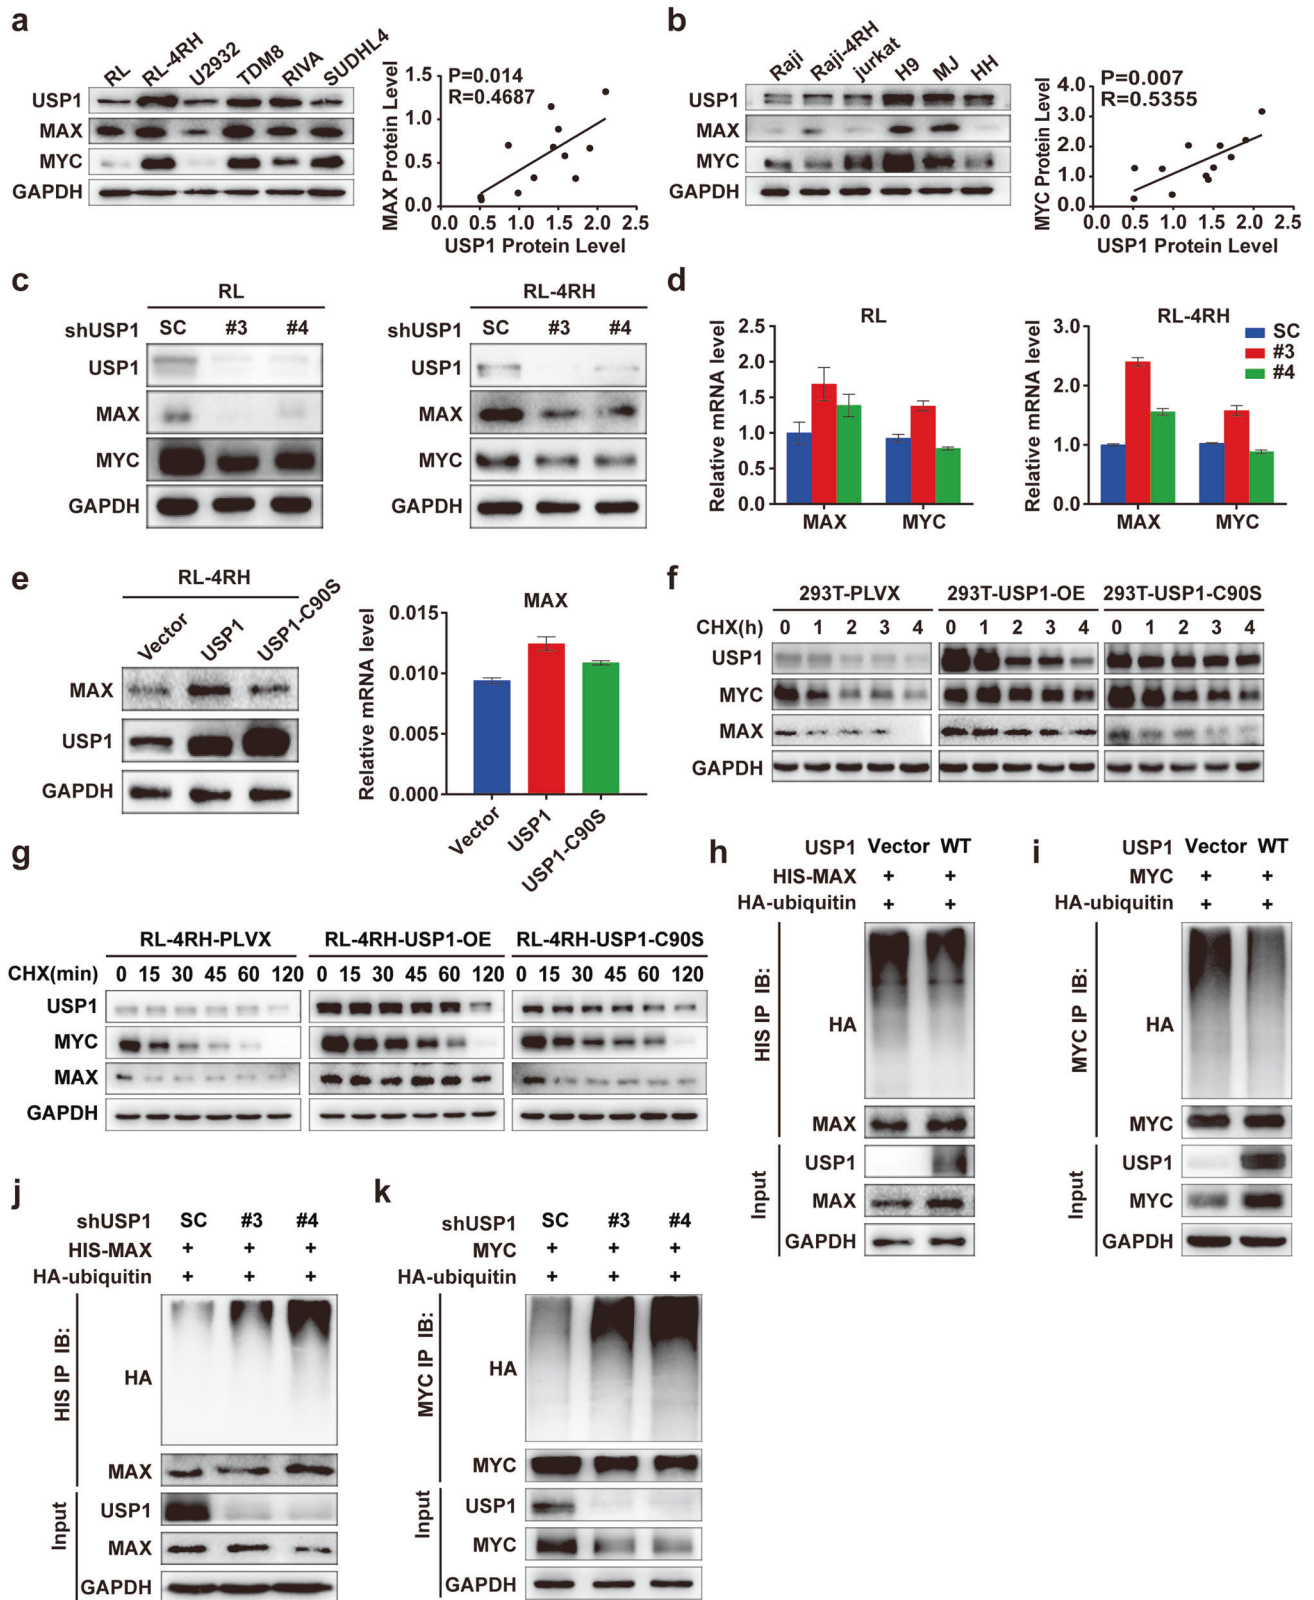 a
RL RL-4RH U2932 TDM8 RIVA SUDHL4
USP1
MAX
MYC
GAPDH
P=0.014
R=0.4687
MAX Protein Level
1.5
1.0
0.5
0.0
0.0 0.5 1.0 1.5 2.0 2.5
USP1 Protein Level
b
Raji Raji-4RH jurkat H9 MJ HH
USP1
MAX
MYC
GAPDH
P=0.007
R=0.5355
MYC Protein Level
4.0
3.0
2.0
1.0
0.0
0.0 0.5 1.0 1.5 2.0 2.5
USP1 Protein Level
c
RL
shUSP1 SC #3 #4
USP1
MAX
MYC
GAPDH
RL-4RH
shUSP1 SC #3 #4
USP1
MAX
MYC
GAPDH
d
RL
Relative mRNA level
2.5
2.0
1.5
1.0
0.5
0.0
MAX MYC
RL-4RH
Relative mRNA level
3.0
2.0
1.0
0.0
MAX MYC
SC
#3
#4
e
RL-4RH
Vector USP1 USP1-C90S
MAX
USP1
GAPDH
MAX
Relative mRNA level
0.015
0.010
0.005
0.000
Vector USP1 USP1-C90S
f
293T-PLVX 293T-USP1-OE 293T-USP1-C90S
CHX(h) 0 1 2 3 4 0 1 2 3 4 0 1 2 3 4
USP1
MYC
MAX
GAPDH
g
RL-4RH-PLVX RL-4RH-USP1-OE RL-4RH-USP1-C90S
CHX(min) 0 15 30 45 60 120 0 15 30 45 60 120 0 15 30 45 60 120
USP1
MYC
MAX
GAPDH
h
USP1 Vector WT
HIS-MAX + +
HA-ubiquitin + +
HIS IP IB:
HA
MAX
Input
USP1
MAX
GAPDH
i
USP1 Vector WT
MYC + +
HA-ubiquitin + +
MYC IP IB:
HA
MYC
Input
USP1
MYC
GAPDH
j
shUSP1 SC #3 #4
HIS-MAX + + +
HA-ubiquitin + + +
HIS IP IB:
HA
MAX
Input
USP1
MAX
GAPDH
k
shUSP1 SC #3 #4
MYC + + +
HA-ubiquitin + + +
MYC IP IB:
HA
MYC
Input
USP1
MYC
GAPDH